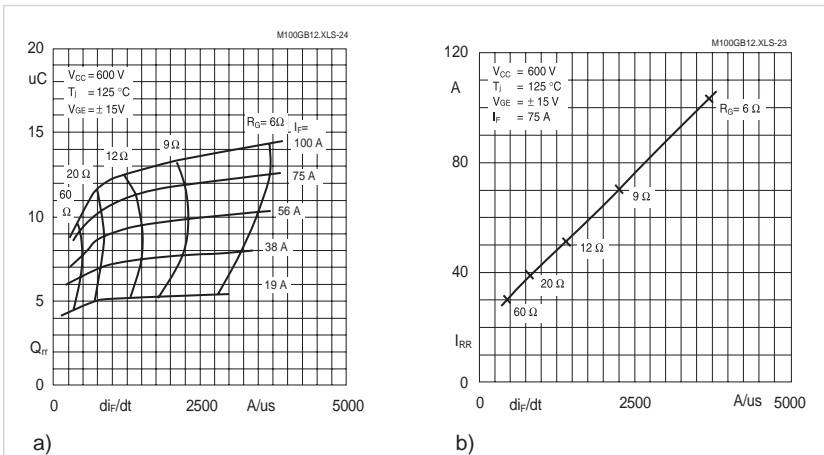 M100GB12.XLS-24
20
uC
V_CC = 600 V
T_j = 125 °C
V_GE = ± 15V
15
R_G= 6Ω
I_F=
100 A
9 Ω
12 Ω
20 Ω
75 A
60
Ω
10
56 A
38 A
19 A
5
Q_rr
0
0 di_F/dt 2500 A/us 5000
a)
M100GB12.XLS-23
120
A
V_CC = 600 V
T_j = 125 °C
V_GE = ± 15 V
I_F = 75 A
R_G= 6 Ω
80
9 Ω
12 Ω
40
20 Ω
60 Ω
I_RR
0
0 di_F/dt 2500 A/us 5000
b)